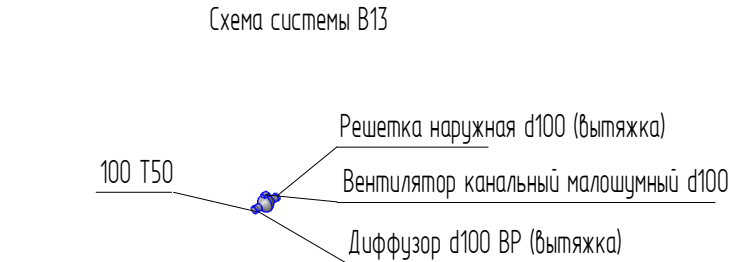 Схема системы В13
Решетка наружная d100 (вытяжка)
100 Т50
Вентилятор канальный малошумный d100
Диффузор d100 ВР (вытяжка)